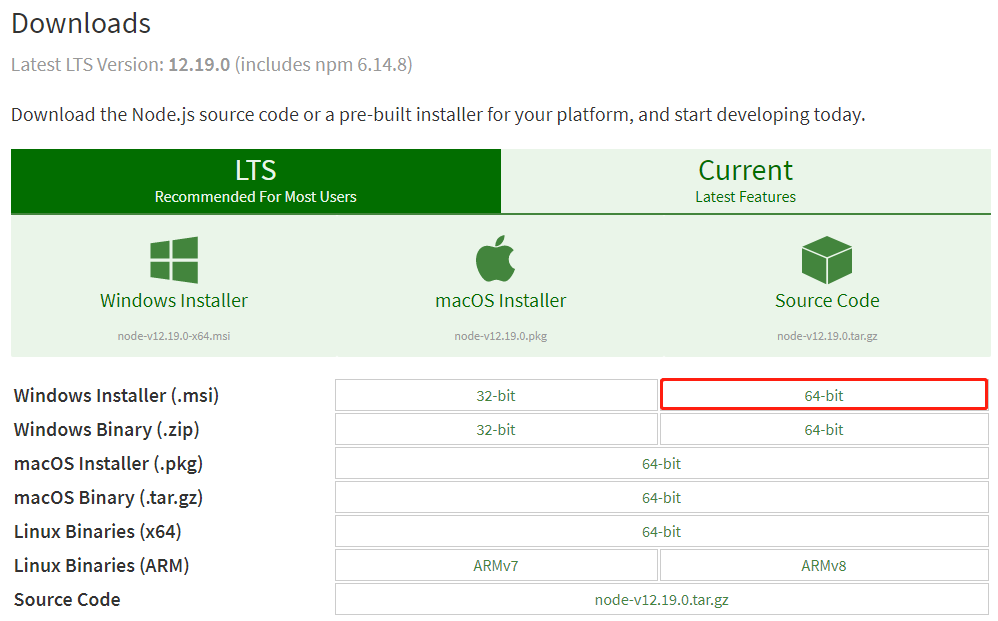 Downloads
Latest LTS Version: 12.19.0 (includes npm 6.14.8)
Download the Node.js source code or a pre-built installer for your platform, and start developing today.
LTS
Recommended For Most Users
Current
Latest Features
Windows Installer
node-v12.19.0-x64.msi
macOS Installer
node-v12.19.0.pkg
Source Code
node-v12.19.0.tar.gz
Windows Installer (.msi) 32-bit 64-bit
Windows Binary (.zip) 32-bit 64-bit
macOS Installer (.pkg) 64-bit
macOS Binary (.tar.gz) 64-bit
Linux Binaries (x64) 64-bit
Linux Binaries (ARM) ARMv7 ARMv8
Source Code node-v12.19.0.tar.gz